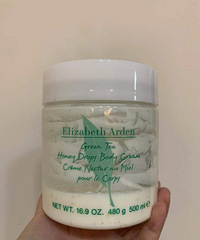 Elizabeth Arden
Green Tea
Honey Drops Body Cream
Crème Nectar au Miel
pour le Corps
NET WT. 16.9 OZ. 480 g 500 ml e